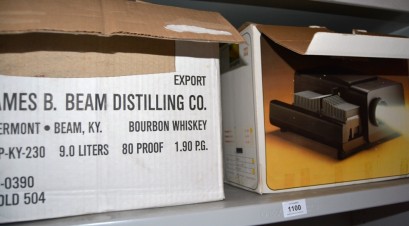 EXPORT
AMES B. BEAM DISTILLING CO.
ERMONT • BEAM, KY. BOURBON WHISKEY
P-KY-230 9.0 LITERS 80 PROOF 1.90 P.G.
-0390
OLD 504
1100